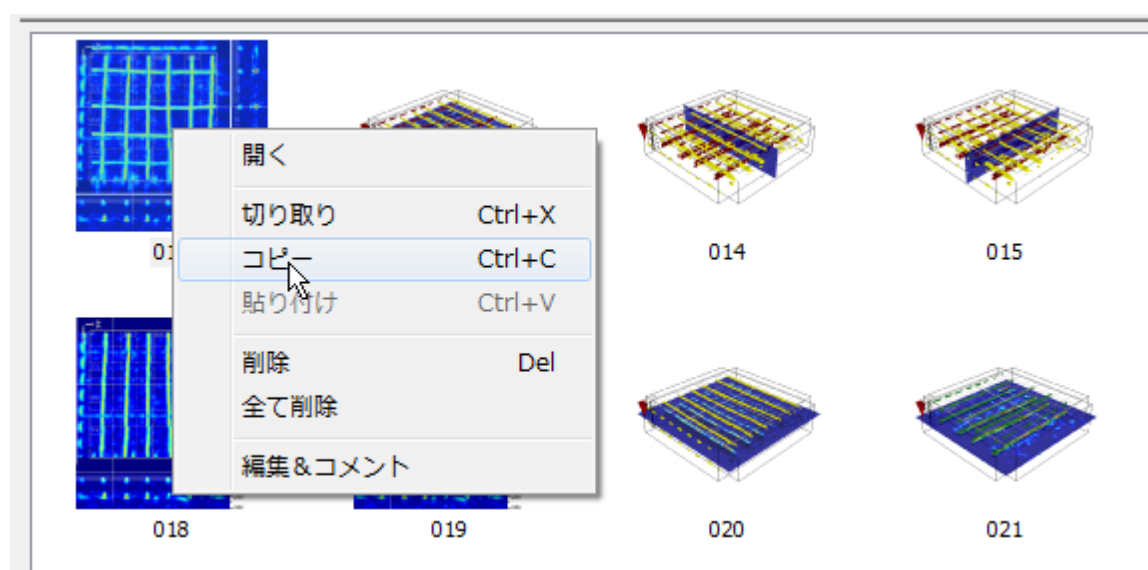 開く
切り取り Ctrl+X
コピー Ctrl+C
貼り付け Ctrl+V
削除 Del
全て削除
編集&コメント
014
015
018
019
020
021